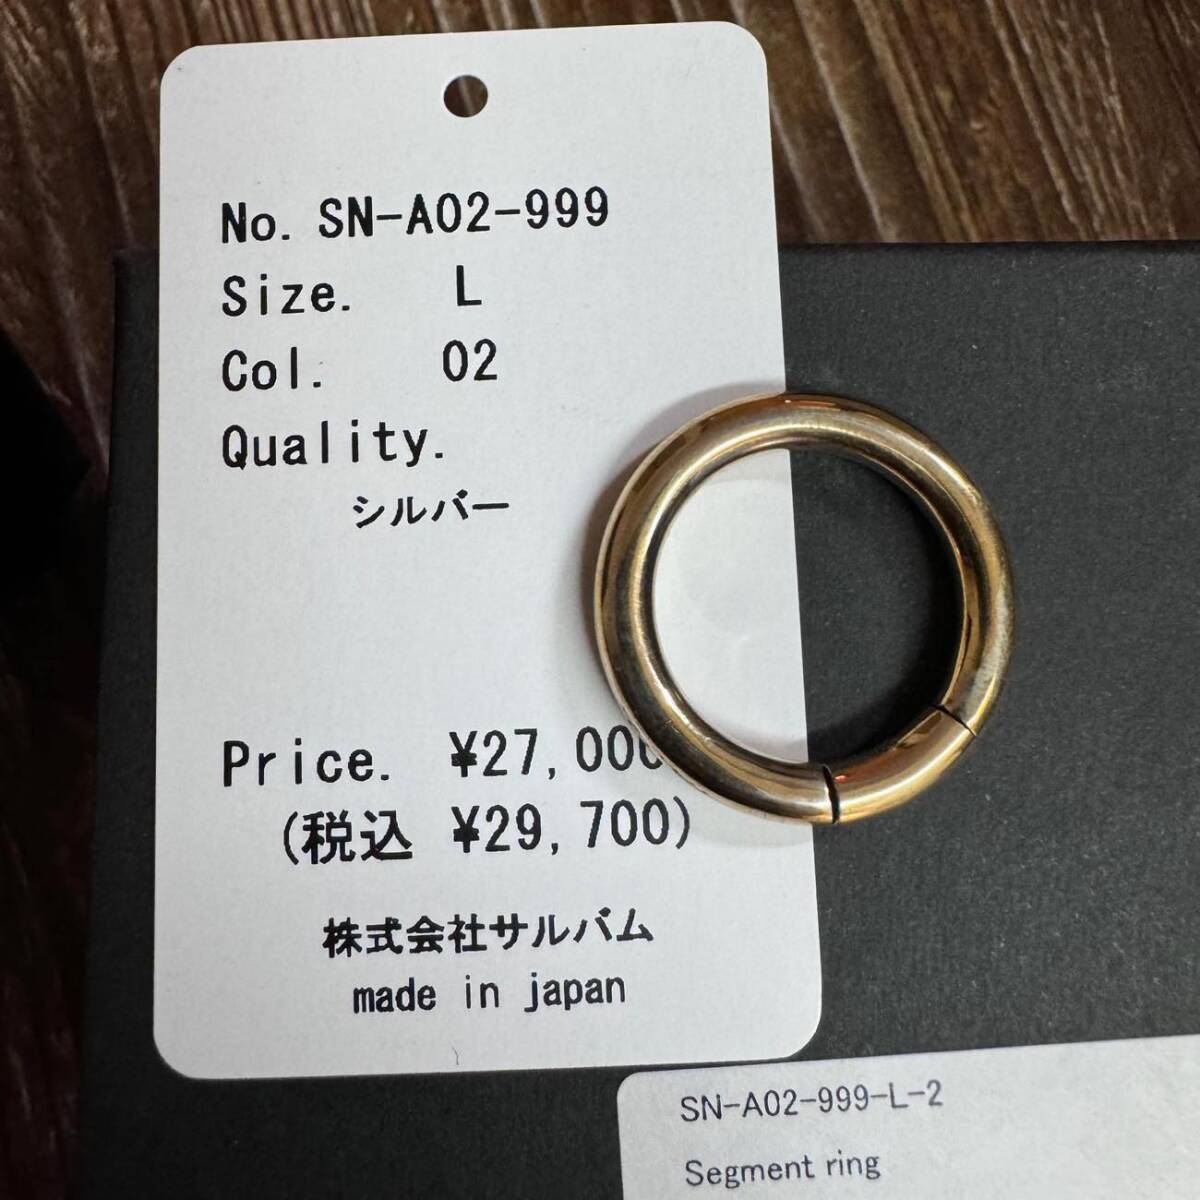 No. SN-A02-999
Size. L
Col. 02
Quality.
シルバー
Price. ¥27,000
(税込 ¥29,700)
株式会社サルバム
made in japan
SN-A02-999-L-2
Segment ring